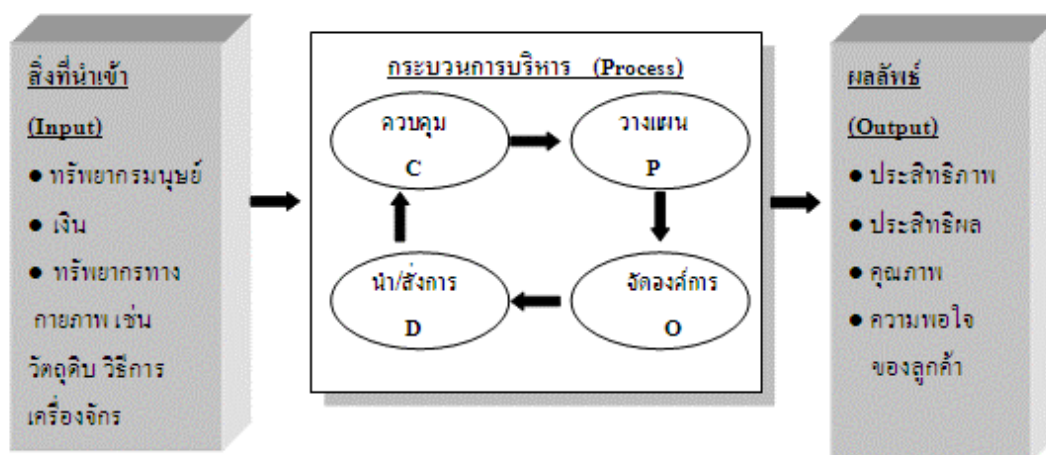 สิ่งที่นำเข้า
(Input)
● ทรัพยากรมนุษย์
● เงิน
● ทรัพยากรทาง
กายภาพ เช่น
วัตถุดิบ วิธีการ
เครื่องจักร
กระบวนการบริหาร (Process)
ควบคุม
C
วางแผน
P
นำ/สั่งการ
D
จัดองค์การ
O
ผลลัพธ์
(Output)
● ประสิทธิภาพ
● ประสิทธิผล
● คุณภาพ
● ความพอใจ
ของลูกค้า